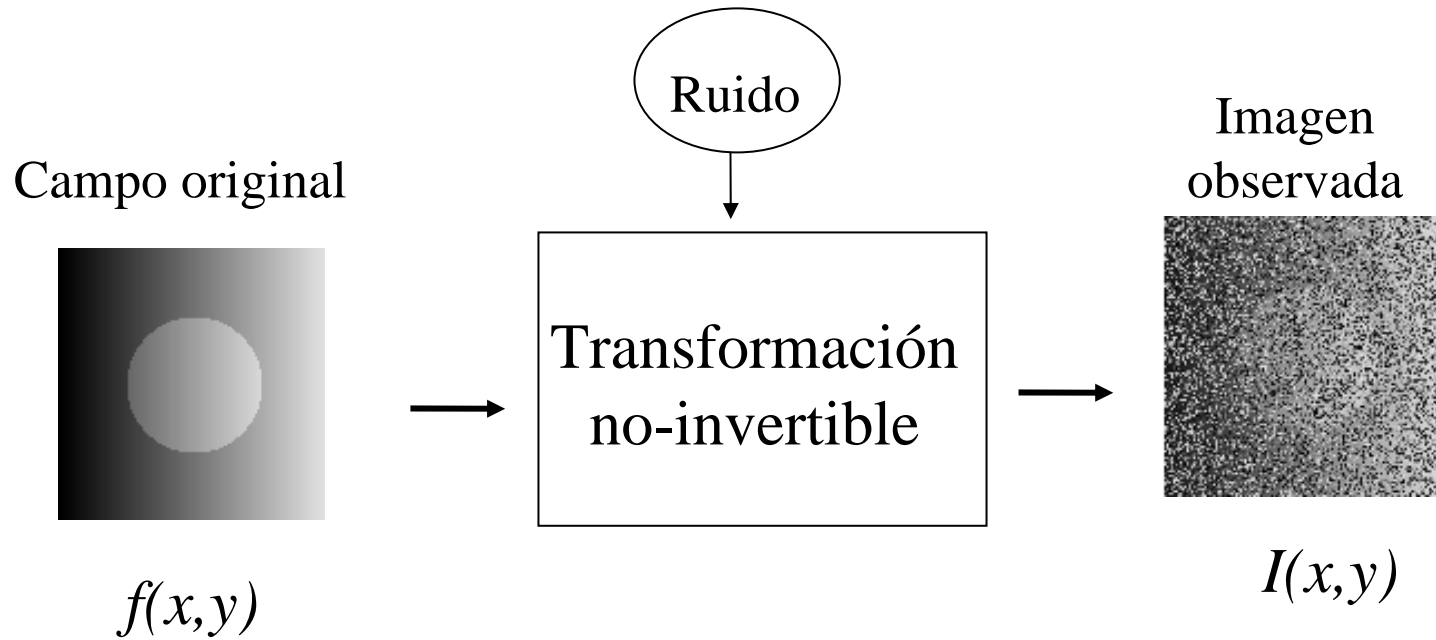 Ruido
Imagen
observada
Campo original
Transformación
no-invertible
f(x,y)
I(x,y)